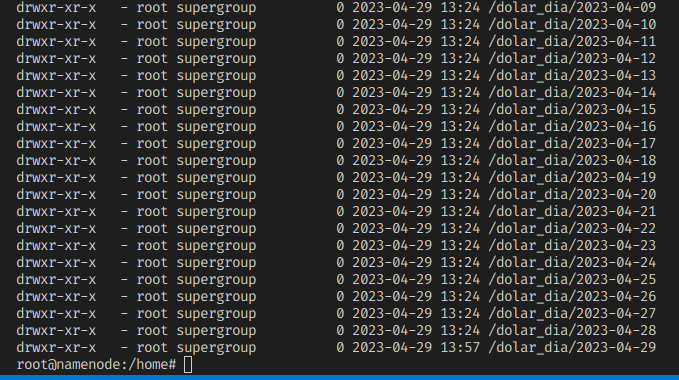 drwxr-xr-x   - root supergroup          0 2023-04-29 13:24 /dolar_dia/2023-04-09
drwxr-xr-x   - root supergroup          0 2023-04-29 13:24 /dolar_dia/2023-04-10
drwxr-xr-x   - root supergroup          0 2023-04-29 13:24 /dolar_dia/2023-04-11
drwxr-xr-x   - root supergroup          0 2023-04-29 13:24 /dolar_dia/2023-04-12
drwxr-xr-x   - root supergroup          0 2023-04-29 13:24 /dolar_dia/2023-04-13
drwxr-xr-x   - root supergroup          0 2023-04-29 13:24 /dolar_dia/2023-04-14
drwxr-xr-x   - root supergroup          0 2023-04-29 13:24 /dolar_dia/2023-04-15
drwxr-xr-x   - root supergroup          0 2023-04-29 13:24 /dolar_dia/2023-04-16
drwxr-xr-x   - root supergroup          0 2023-04-29 13:24 /dolar_dia/2023-04-17
drwxr-xr-x   - root supergroup          0 2023-04-29 13:24 /dolar_dia/2023-04-18
drwxr-xr-x   - root supergroup          0 2023-04-29 13:24 /dolar_dia/2023-04-19
drwxr-xr-x   - root supergroup          0 2023-04-29 13:24 /dolar_dia/2023-04-20
drwxr-xr-x   - root supergroup          0 2023-04-29 13:24 /dolar_dia/2023-04-21
drwxr-xr-x   - root supergroup          0 2023-04-29 13:24 /dolar_dia/2023-04-22
drwxr-xr-x   - root supergroup          0 2023-04-29 13:24 /dolar_dia/2023-04-23
drwxr-xr-x   - root supergroup          0 2023-04-29 13:24 /dolar_dia/2023-04-24
drwxr-xr-x   - root supergroup          0 2023-04-29 13:24 /dolar_dia/2023-04-25
drwxr-xr-x   - root supergroup          0 2023-04-29 13:24 /dolar_dia/2023-04-26
drwxr-xr-x   - root supergroup          0 2023-04-29 13:24 /dolar_dia/2023-04-27
drwxr-xr-x   - root supergroup          0 2023-04-29 13:24 /dolar_dia/2023-04-28
drwxr-xr-x   - root supergroup          0 2023-04-29 13:57 /dolar_dia/2023-04-29
root@namenode:/home#